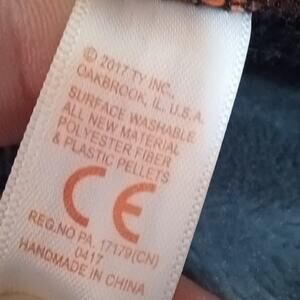 © 2017 TY INC.
OAKBROOK, IL. U.S.A.
SURFACE WASHABLE
ALL NEW MATERIAL
POLYESTER FIBER
& PLASTIC PELLETS
CE
REG.NO PA. 17179(CN)
0417
HANDMADE IN CHINA